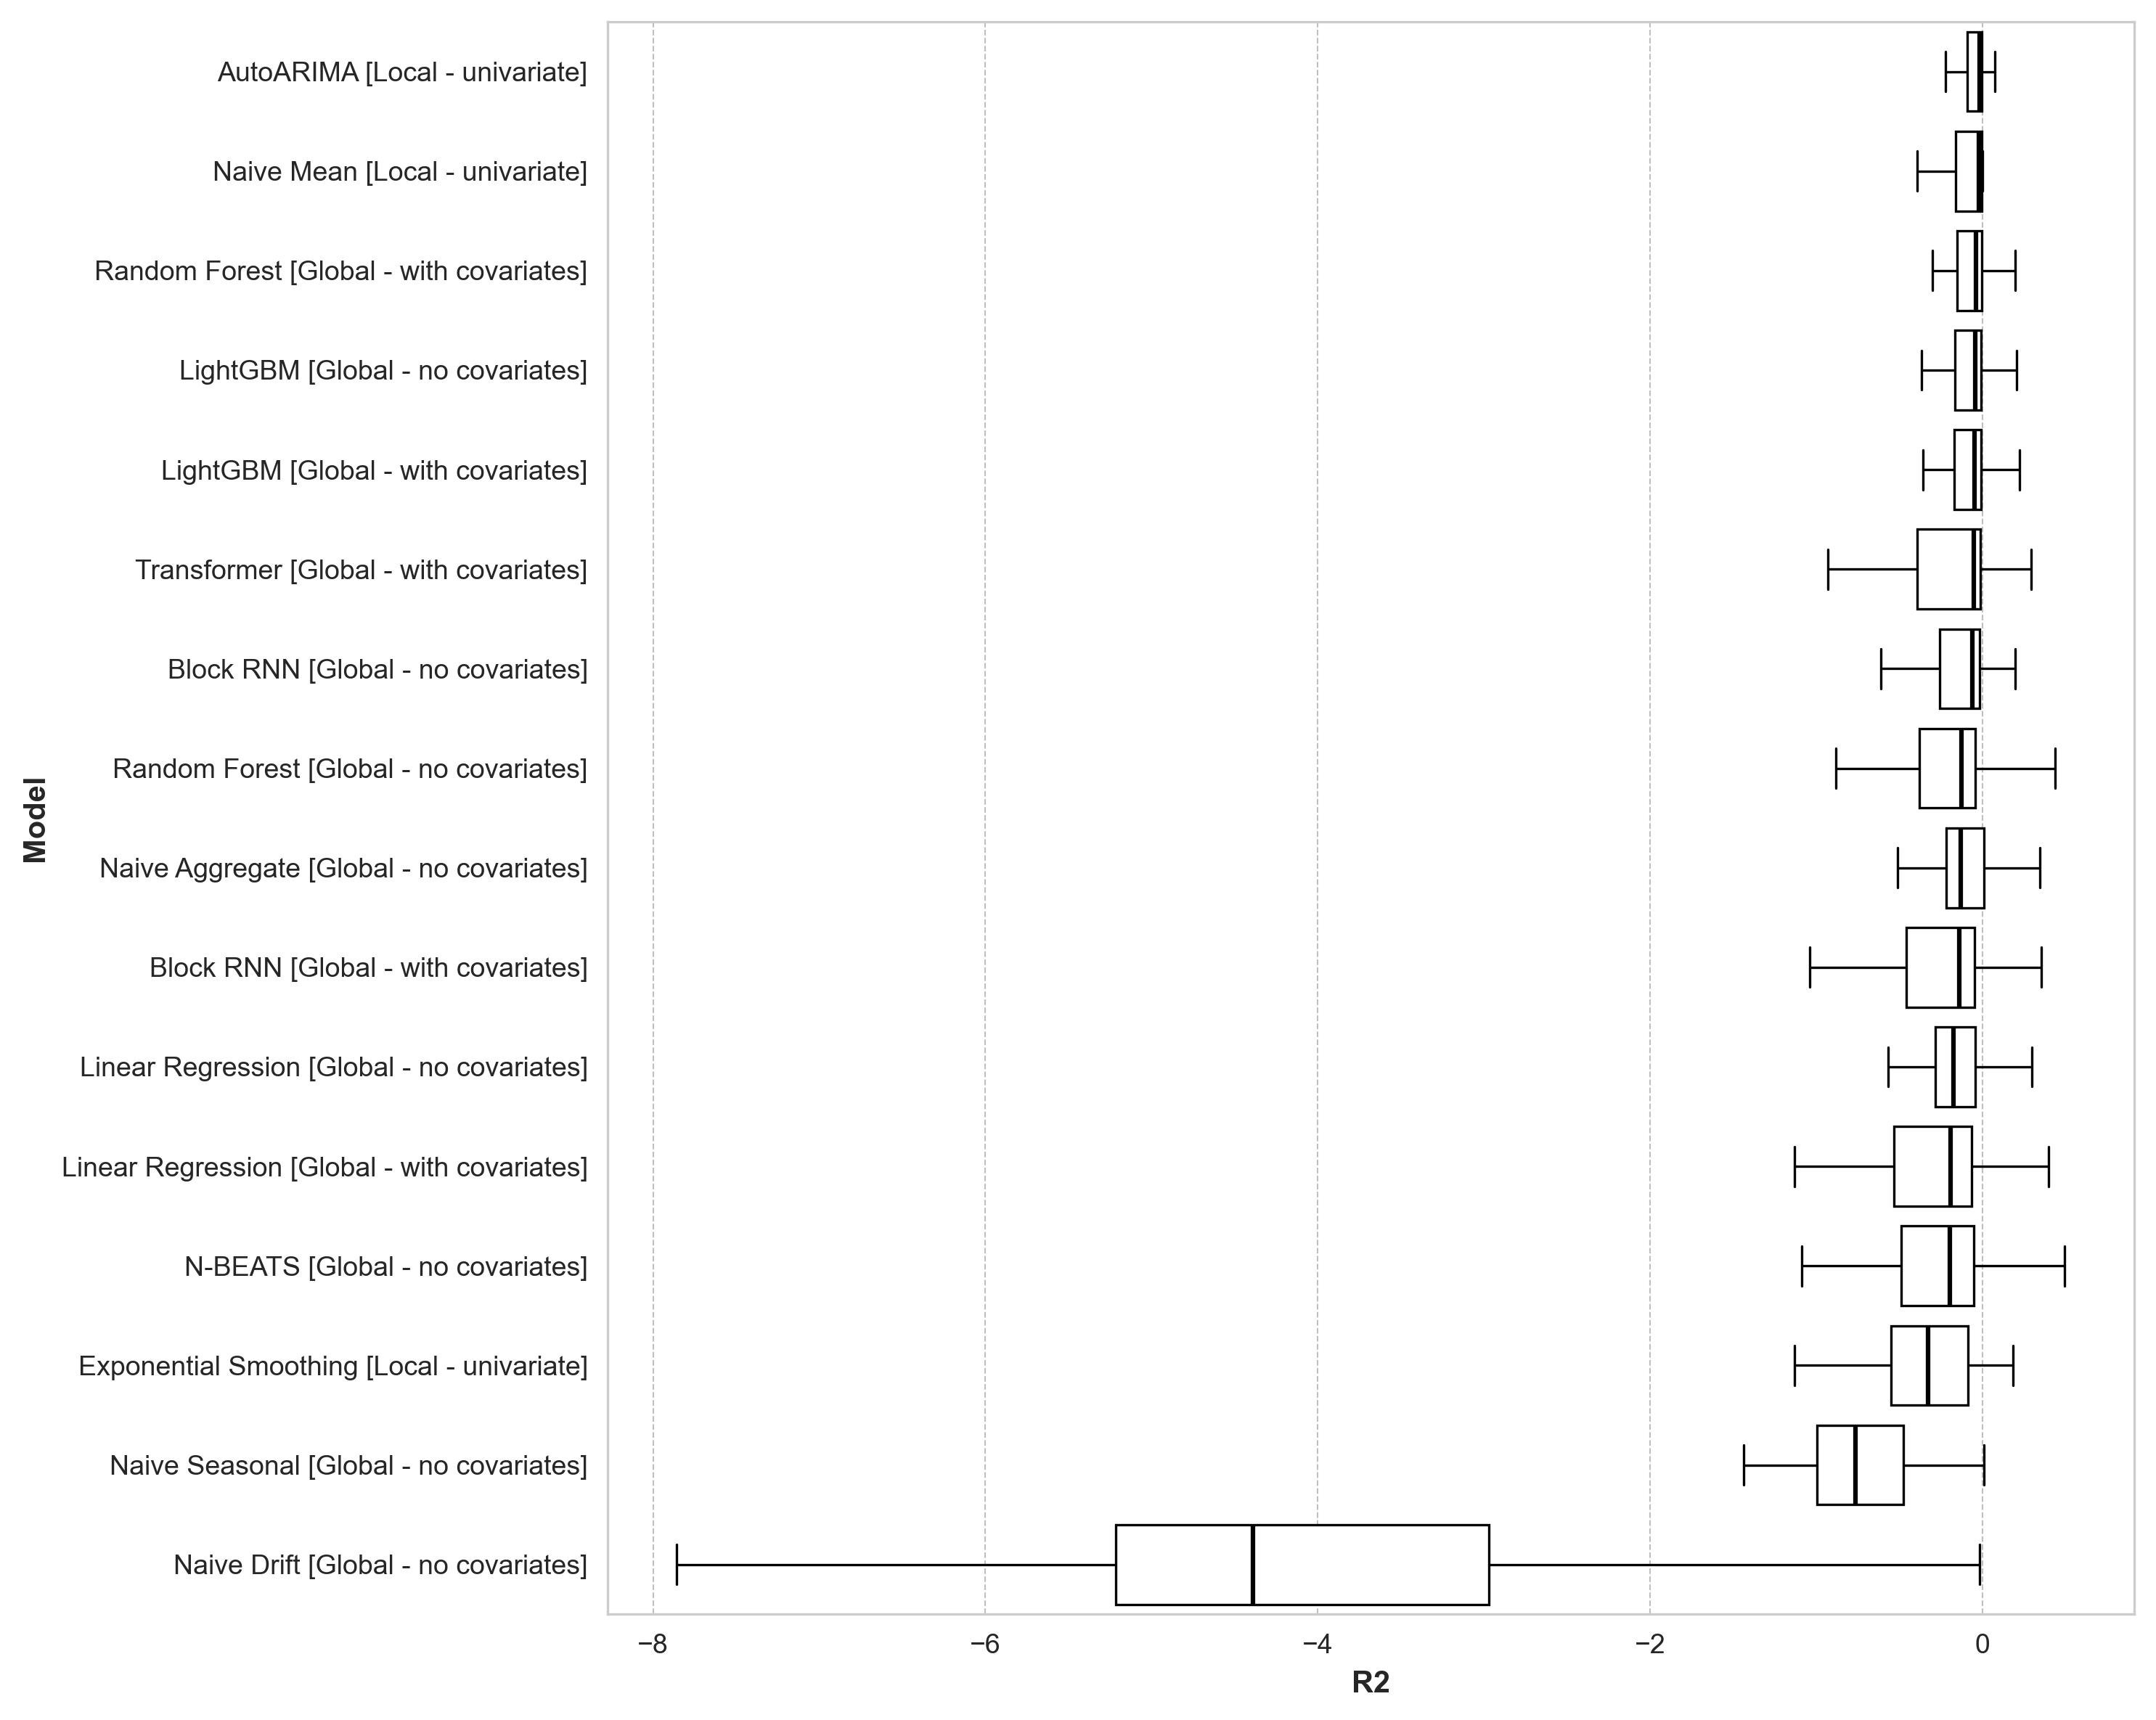 AutoARIMA [Local - univariate]
Naive Mean [Local - univariate]
Random Forest [Global - with covariates]
LightGBM [Global - no covariates]
LightGBM [Global - with covariates]
Transformer [Global - with covariates]
Block RNN [Global - no covariates]
Random Forest [Global - no covariates]
Naive Aggregate [Global - no covariates]
Block RNN [Global - with covariates]
Linear Regression [Global - no covariates]
Linear Regression [Global - with covariates]
N-BEATS [Global - no covariates]
Exponential Smoothing [Local - univariate]
Naive Seasonal [Global - no covariates]
Naive Drift [Global - no covariates]
Model
−8 −6 −4 −2 0
R2